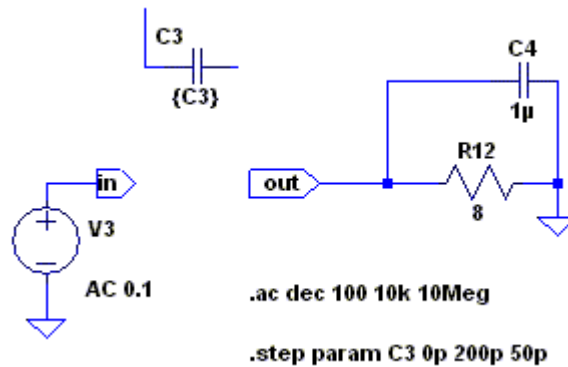 C3
{C3}
C4
1µ
in
out
R12
8
V3
AC 0.1
.ac dec 100 10k 10Meg
.step param C3 0p 200p 50p